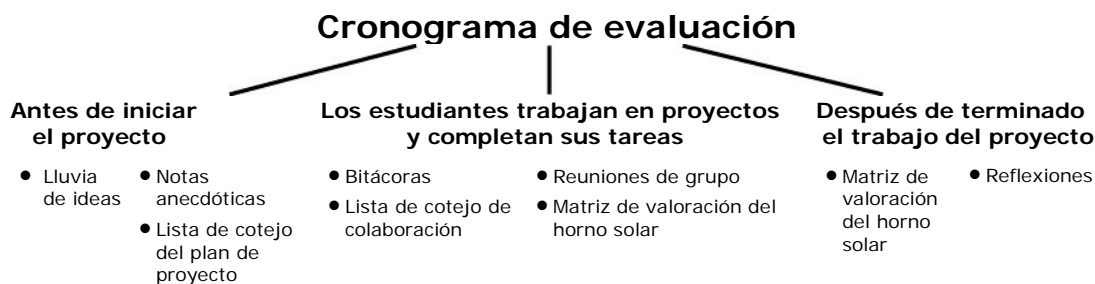 Cronograma de evaluación
Antes de iniciar
el proyecto
● Lluvia
de ideas
● Notas
anecdóticas
● Lista de cotejo
del plan de
proyecto
Los estudiantes trabajan en proyectos
y completan sus tareas
● Bitácoras
● Lista de cotejo de
colaboración
● Reuniones de grupo
● Matriz de valoración del
horno solar
Después de terminado
el trabajo del proyecto
● Matriz de
valoración
del horno
solar
● Reflexiones